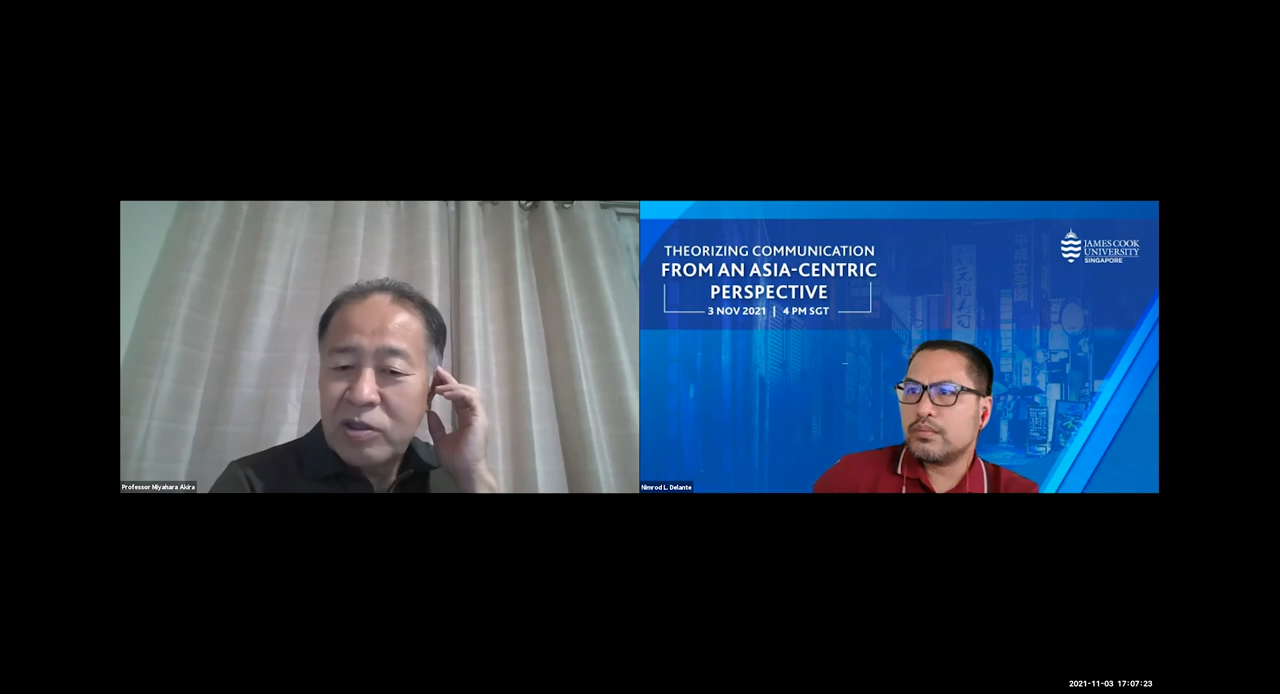 THEORIZING COMMUNICATION
FROM AN ASIA-CENTRIC
PERSPECTIVE
3 NOV 2021 | 4 PM SGT
JAMES COOK
UNIVERSITY
SINGAPORE
Professor Miyahara Akira
Nimrod L. Delante
2021-11-03 17:07:23